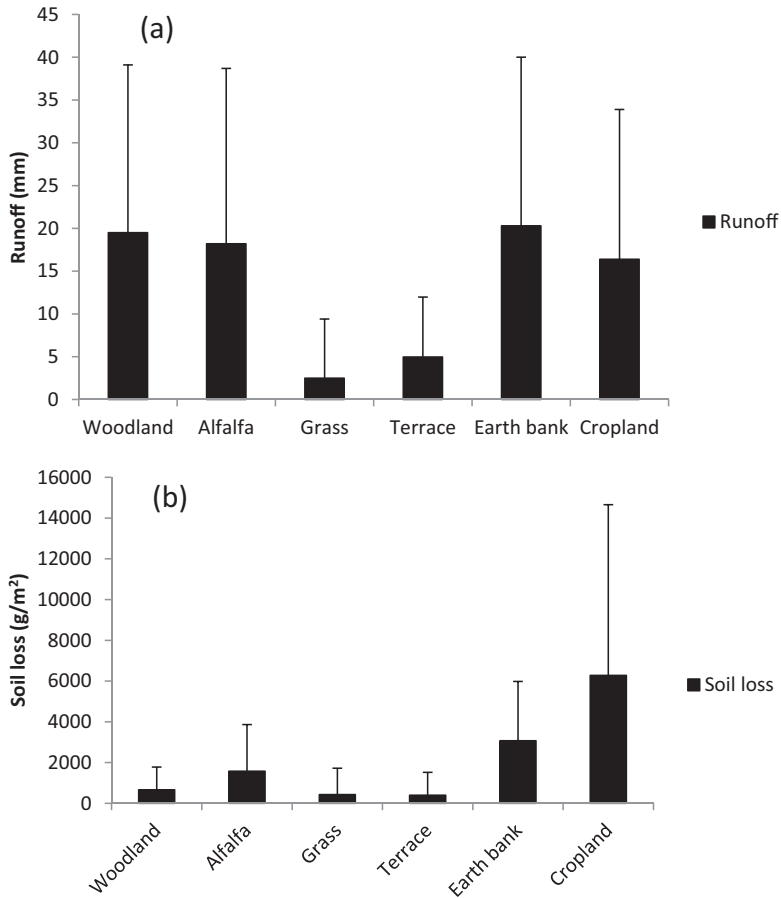 (a)
45
40
35
30
25
20
15
10
5
0
Runoff (mm)
Woodland Alfalfa Grass Terrace Earth bank Cropland
Runoff
(b)
16000
14000
12000
10000
8000
6000
4000
2000
0
Soil loss (g/m²)
Woodland Alfalfa Grass Terrace Earth bank Cropland
Soil loss